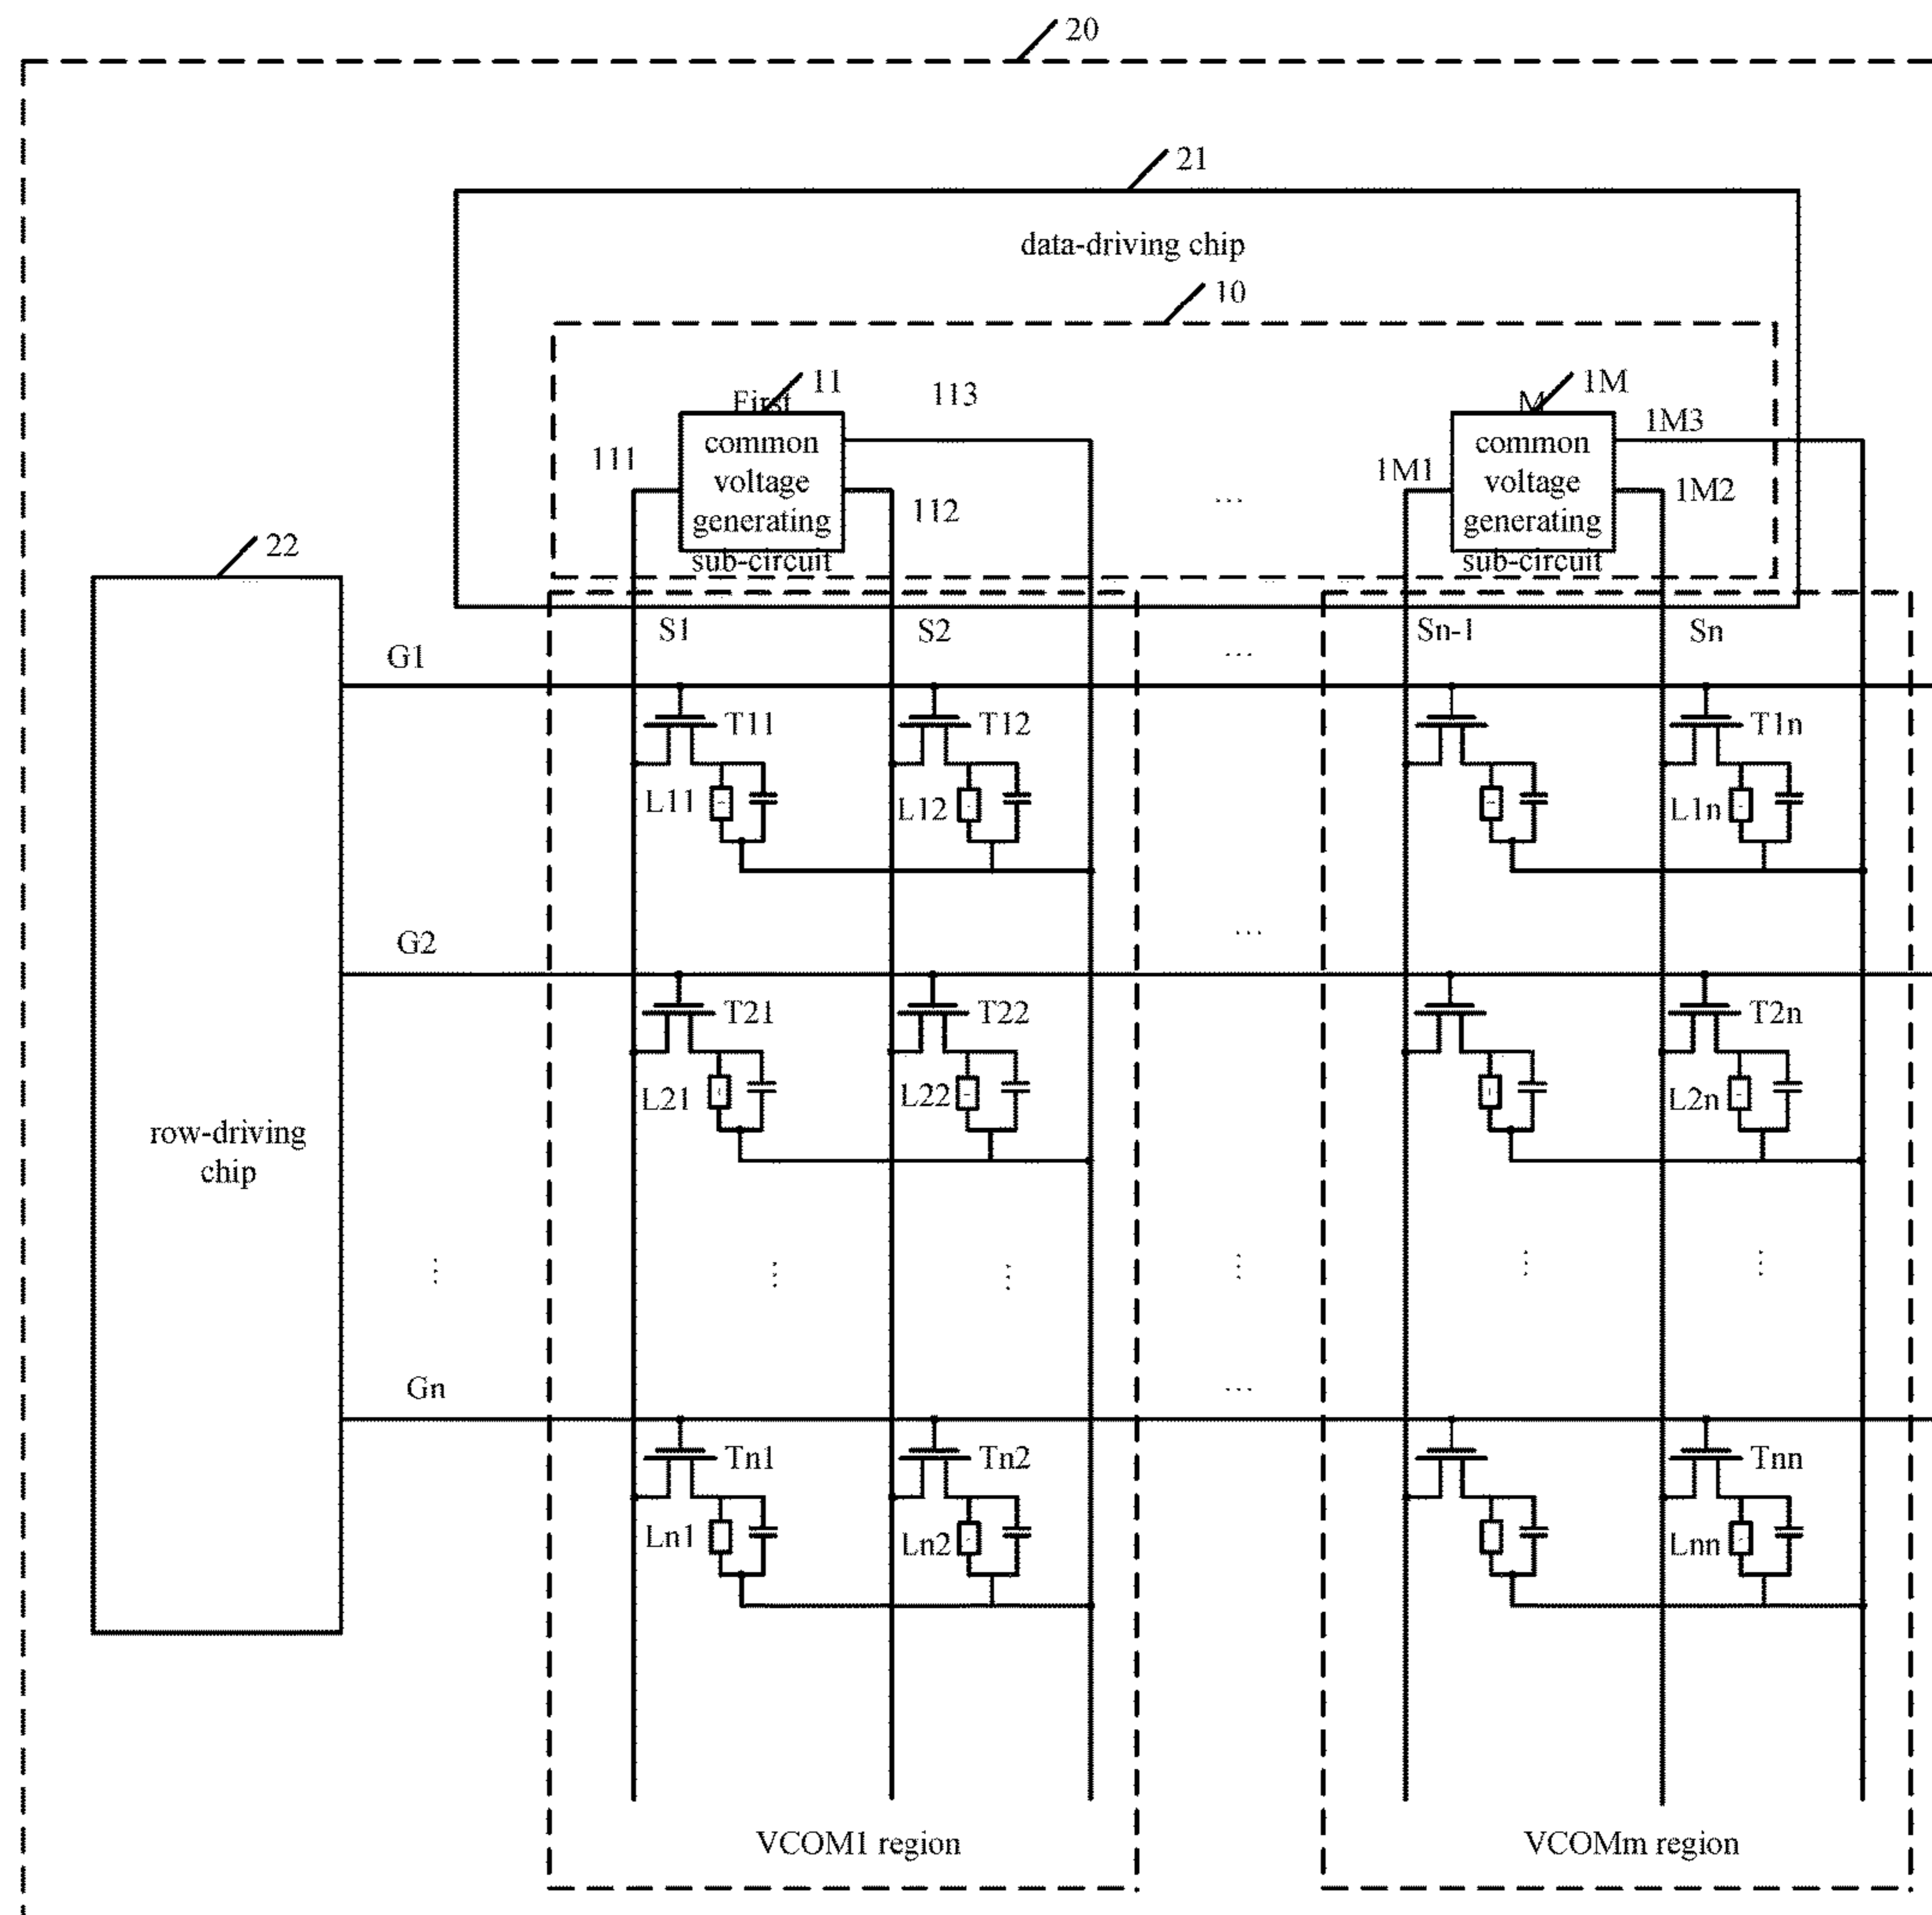 20
21
data-driving chip
10
11
113
1M
1M3
First
common
voltage
generating
sub-circuit
M
common
voltage
generating
sub-circuit
111
112
...
1M1
1M2
22
S1
S2
Sn-1
Sn
G1
...
T11
T12
T1n
L11
L12
L1n
G2
...
T21
T22
T2n
L21
L22
L2n
row-driving
chip
...
...
...
...
...
...
Gn
...
Tn1
Tn2
Tnn
Ln1
Ln2
Lnn
VCOM1 region
VCOMm region